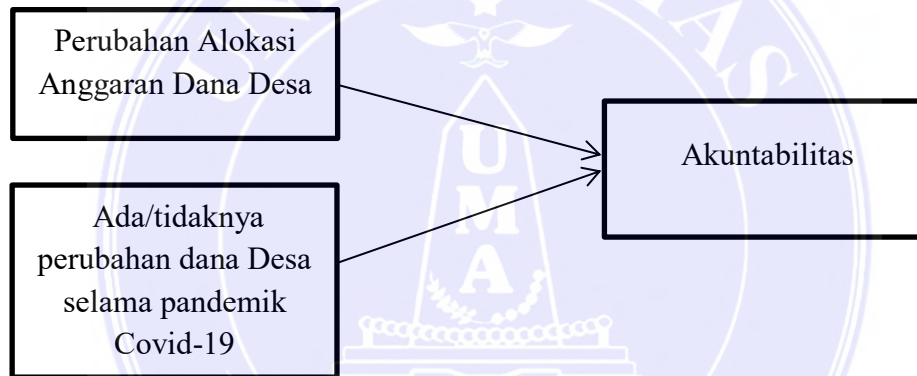 Perubahan Alokasi
Anggaran Dana Desa
Akuntabilitas
Ada/tidaknya
perubahan dana Desa
selama pandemik
Covid-19
U
M
A